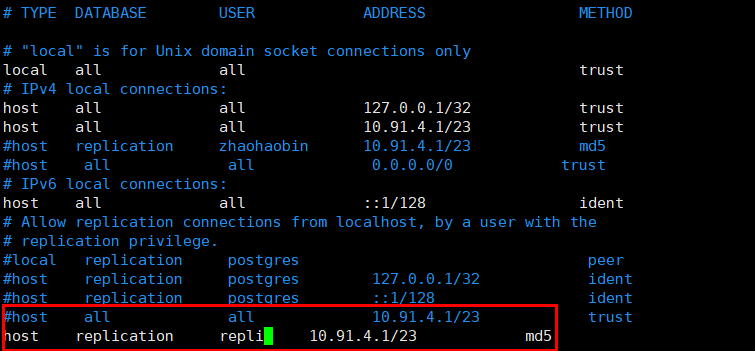 # TYPE  DATABASE        USER            ADDRESS                 METHOD
# "local" is for Unix domain socket connections only
local   all             all                                     trust
# IPv4 local connections:
host    all             all             127.0.0.1/32            trust
host    all             all             10.91.4.1/23            trust
#host    replication     zhaohaobin      10.91.4.1/23            md5
#host     all             all             0.0.0.0/0            trust
# IPv6 local connections:
host    all             all             ::1/128                 ident
# Allow replication connections from localhost, by a user with the
# replication privilege.
#local   replication     postgres                                peer
#host    replication     postgres        127.0.0.1/32            ident
#host    replication     postgres        ::1/128                 ident
#host    all             all             10.91.4.1/23            trust
host    replication     repli     10.91.4.1/23            md5